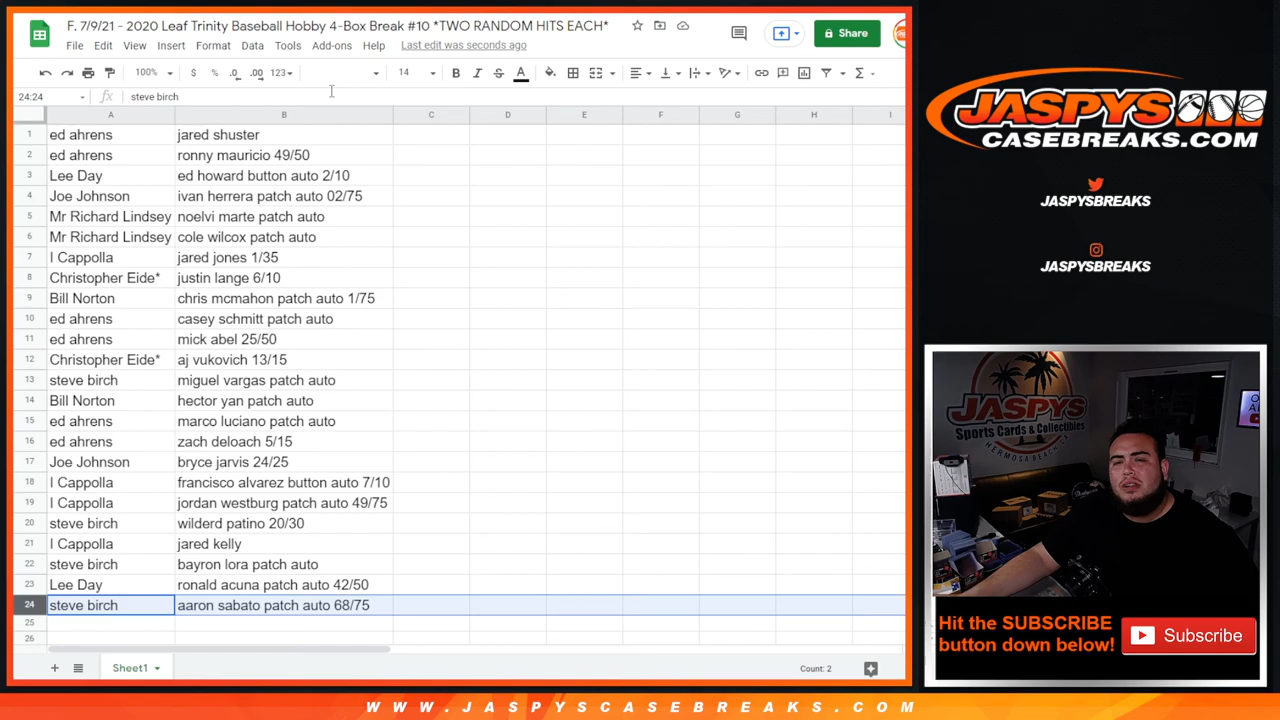 F. 7/9/21 - 2020 Leaf Trinity Baseball Hobby 4-Box Break #10 *TWO RANDOM HITS EACH*
File Edit View Insert Format Data Tools Add-ons Help Last edit was seconds ago
Share
100% $ % .0 .00 123 14 B I S A
24:24 fx steve birch
A B C D E F G H I
1 ed ahrens jared shuster
2 ed ahrens ronny mauricio 49/50
3 Lee Day ed howard button auto 2/10
4 Joe Johnson ivan herrera patch auto 02/75
5 Mr Richard Lindsey noelvi marte patch auto
6 Mr Richard Lindsey cole wilcox patch auto
7 I Cappolla jared jones 1/35
8 Christopher Eide* justin lange 6/10
9 Bill Norton chris mcmahon patch auto 1/75
10 ed ahrens casey schmitt patch auto
11 ed ahrens mick abel 25/50
12 Christopher Eide* aj vukovich 13/15
13 steve birch miguel vargas patch auto
14 Bill Norton hector yan patch auto
15 ed ahrens marco luciano patch auto
16 ed ahrens zach deloach 5/15
17 Joe Johnson bryce jarvis 24/25
18 I Cappolla francisco alvarez button auto 7/10
19 I Cappolla jordan westburg patch auto 49/75
20 steve birch wilderd patino 20/30
21 I Cappolla jared kelly
22 steve birch bayron lora patch auto
23 Lee Day ronald acuna patch auto 42/50
24 steve birch aaron sabato patch auto 68/75
25
26
Sheet1
Count: 2
JASPYS
CASEBREAKS.COM
JASPYSBREAKS
JASPYSBREAKS
JASPYS
Sports Cards & Collectibles
HERMOSA BEACH, CA
Hit the SUBSCRIBE
button down below!
Subscribe
WWW.JASPYSCASEBREAKS.COM